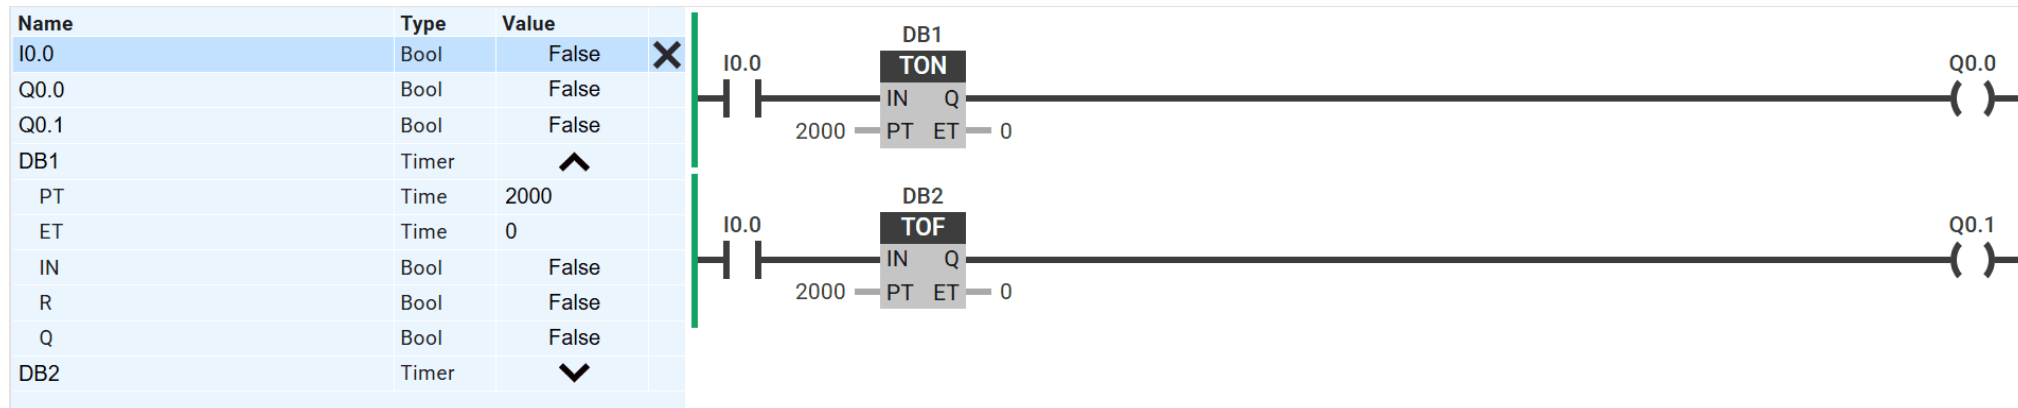 Name Type Value
I0.0 Bool False
Q0.0 Bool False
Q0.1 Bool False
DB1 Timer
PT Time 2000
ET Time 0
IN Bool False
R Bool False
Q Bool False
DB2 Timer
DB1
I0.0 TON Q0.0
IN Q
2000 PT ET 0
DB2
I0.0 TOF Q0.1
IN Q
2000 PT ET 0